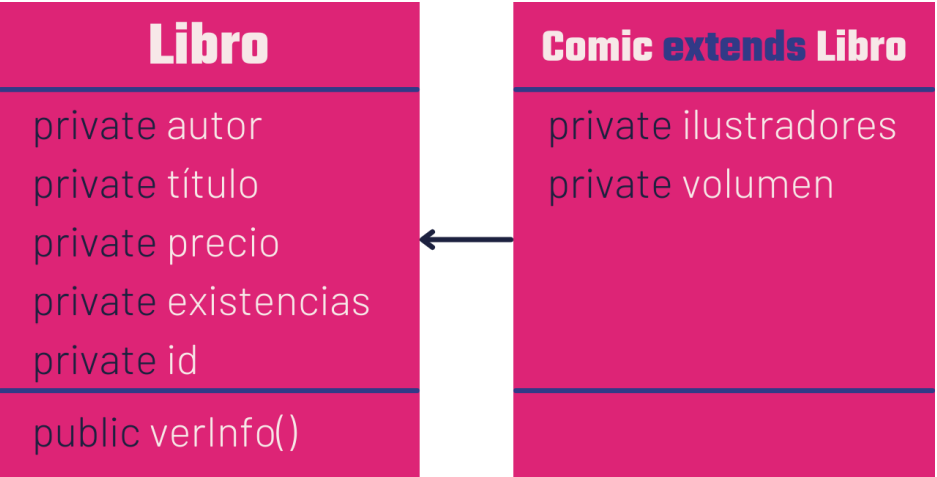 Libro
private autor
private título
private precio
private existencias
private id
public verInfo()
Comic extends Libro
private ilustradores
private volumen